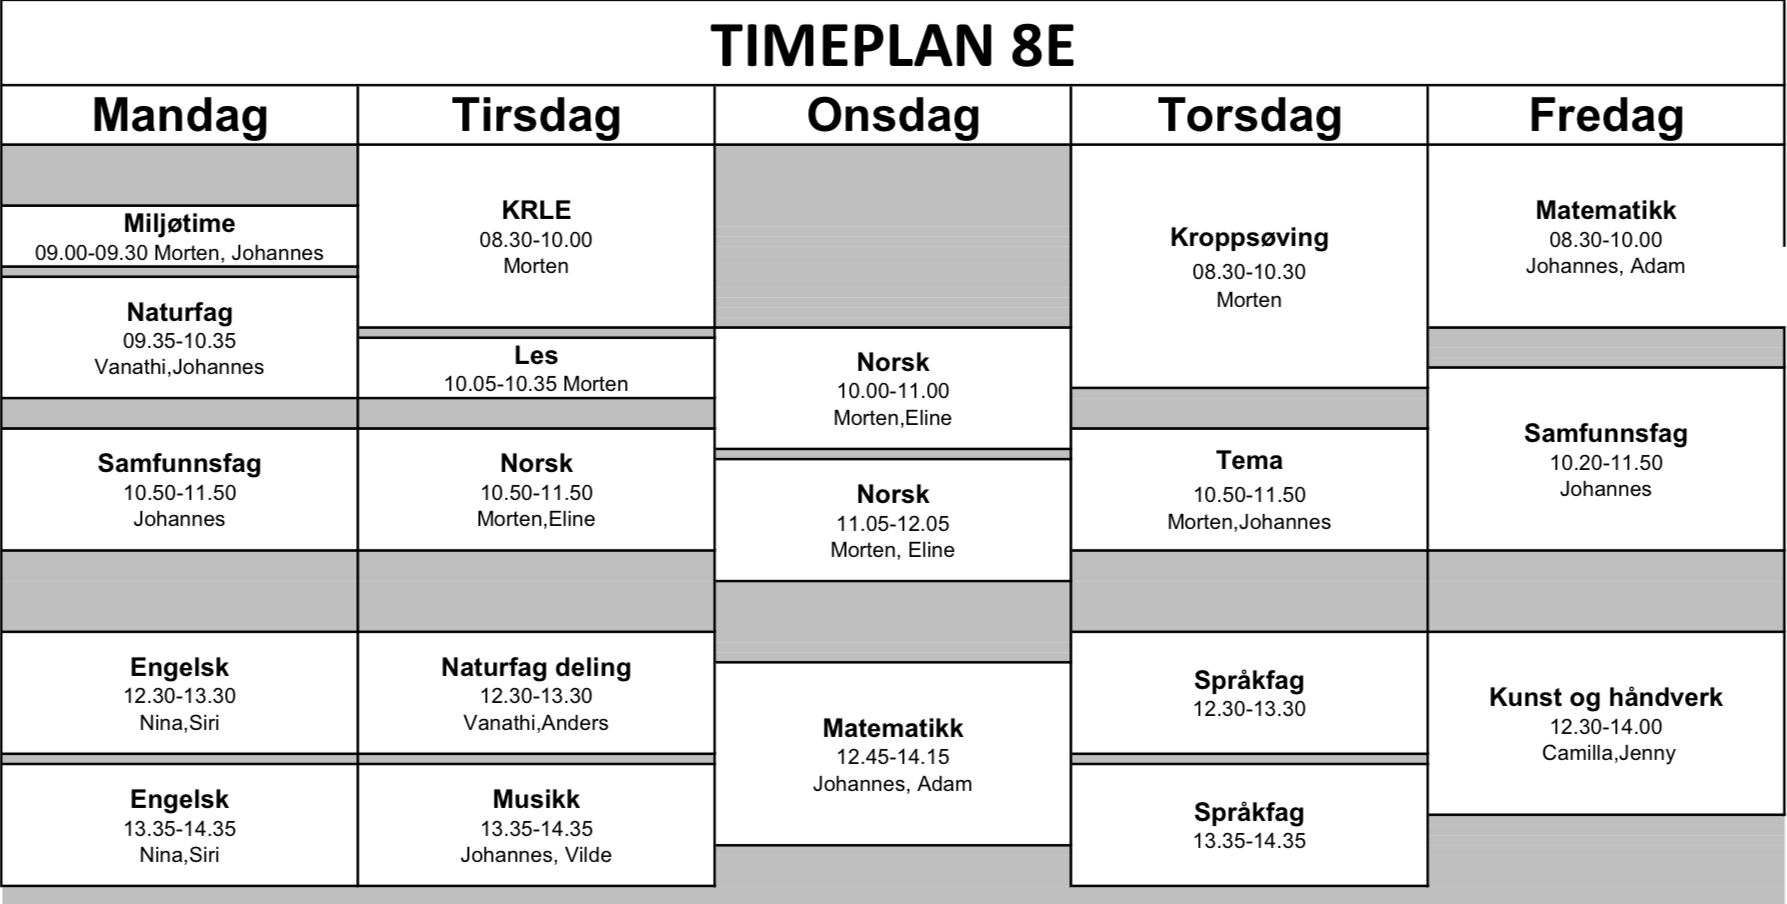 TIMEPLAN 8E
Mandag
Tirsdag
Onsdag
Torsdag
Fredag
Miljøtime
09.00-09.30 Morten, Johannes
Naturfag
09.35-10.35
Vanathi,Johannes
Samfunnsfag
10.50-11.50
Johannes
Engelsk
12.30-13.30
Nina,Siri
Engelsk
13.35-14.35
Nina,Siri
KRLE
08.30-10.00
Morten
Les
10.05-10.35 Morten
Norsk
10.50-11.50
Morten,Eline
Naturfag deling
12.30-13.30
Vanathi,Anders
Musikk
13.35-14.35
Johannes, Vilde
Norsk
10.00-11.00
Morten,Eline
Norsk
11.05-12.05
Morten, Eline
Matematikk
12.45-14.15
Johannes, Adam
Kroppsøving
08.30-10.30
Morten
Tema
10.50-11.50
Morten,Johannes
Språkfag
12.30-13.30
Språkfag
13.35-14.35
Matematikk
08.30-10.00
Johannes, Adam
Samfunnsfag
10.20-11.50
Johannes
Kunst og håndverk
12.30-14.00
Camilla,Jenny